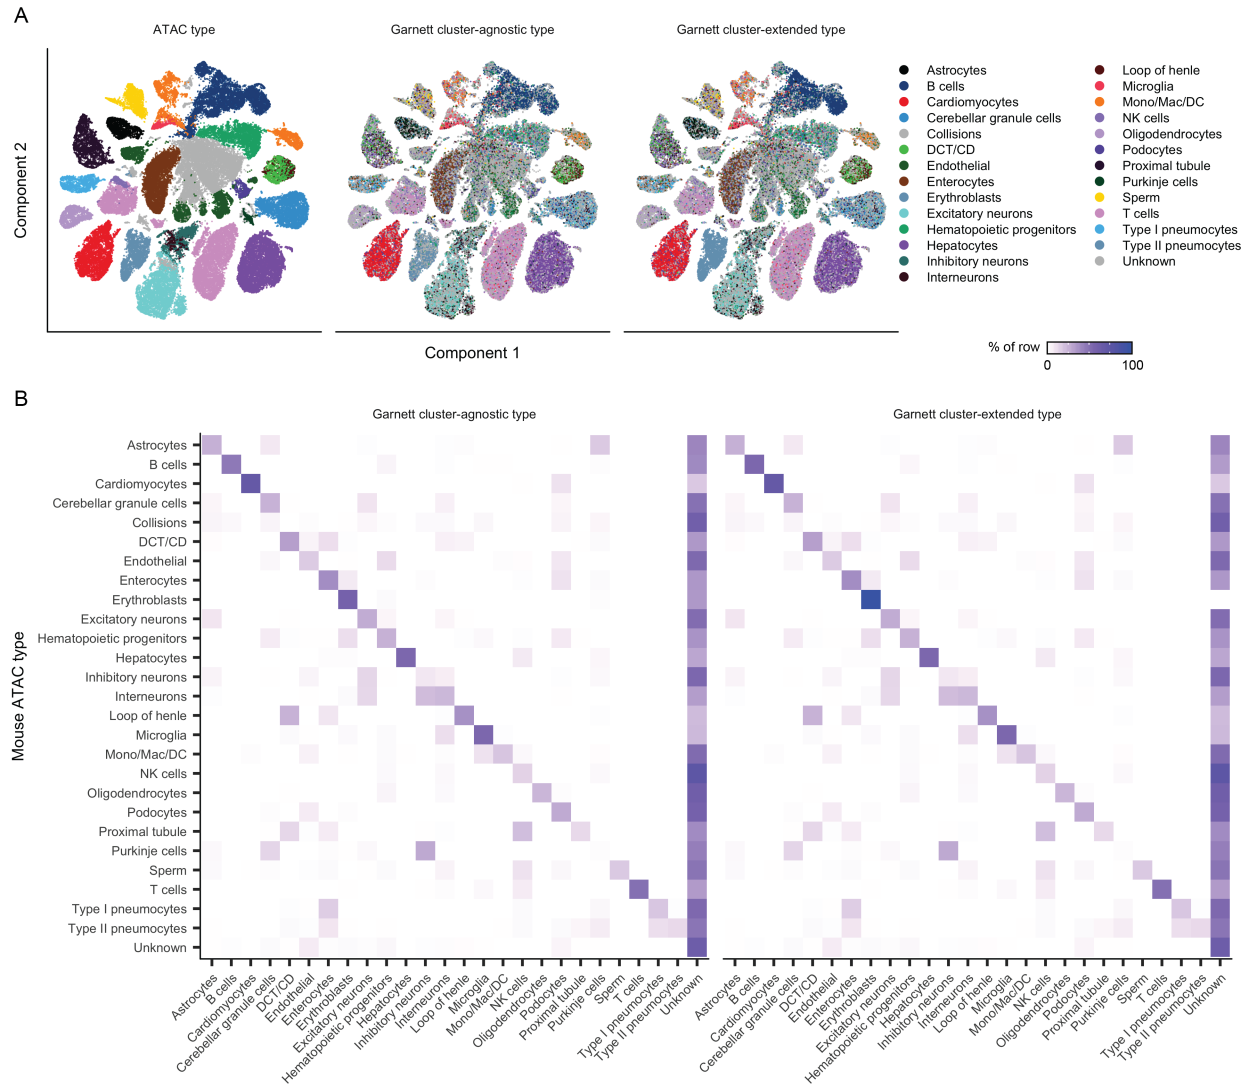 A
ATAC type
Garnett cluster-agnostic type
Garnett cluster-extended type
Component 2
Component 1
Astrocytes
B cells
Cardiomyocytes
Cerebellar granule cells
Collisions
DCT/CD
Endothelial
Enterocytes
Erythroblasts
Excitatory neurons
Hematopoietic progenitors
Hepatocytes
Inhibitory neurons
Interneurons
Loop of henle
Microglia
Mono/Mac/DC
NK cells
Oligodendrocytes
Podocytes
Proximal tubule
Purkinje cells
Sperm
T cells
Type I pneumocytes
Type II pneumocytes
Unknown
% of row
0
100
B
Garnett cluster-agnostic type
Garnett cluster-extended type
Mouse ATAC type
Astrocytes
B cells
Cardiomyocytes
Cerebellar granule cells
Collisions
DCT/CD
Endothelial
Enterocytes
Erythroblasts
Excitatory neurons
Hematopoietic progenitors
Hepatocytes
Inhibitory neurons
Interneurons
Loop of henle
Microglia
Mono/Mac/DC
NK cells
Oligodendrocytes
Podocytes
Proximal tubule
Purkinje cells
Sperm
T cells
Type I pneumocytes
Type II pneumocytes
Unknown
Astrocytes
B cells
Cardiomyocytes
Cerebellar granule cells
DCT/CD
Endothelial
Enterocytes
Erythroblasts
Excitatory neurons
Hematopoietic progenitors
Hepatocytes
Inhibitory neurons
Interneurons
Loop of henle
Microglia
Mono/Mac/DC
NK cells
Oligodendrocytes
Podocytes
Proximal tubule
Purkinje cells
Sperm
T cells
Type I pneumocytes
Type II pneumocytes
Unknown
Astrocytes
B cells
Cardiomyocytes
Cerebellar granule cells
DCT/CD
Endothelial
Enterocytes
Erythroblasts
Excitatory neurons
Hematopoietic progenitors
Hepatocytes
Inhibitory neurons
Interneurons
Loop of henle
Microglia
Mono/Mac/DC
NK cells
Oligodendrocytes
Podocytes
Proximal tubule
Purkinje cells
Sperm
T cells
Type I pneumocytes
Type II pneumocytes
Unknown